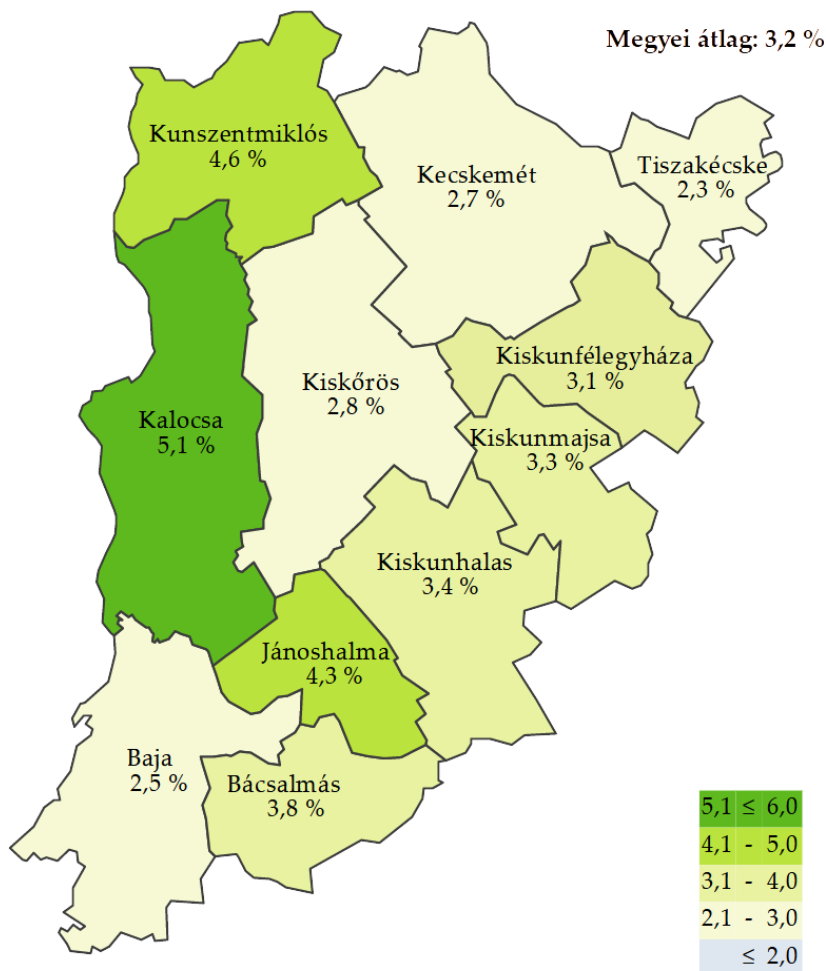 Megyei átlag: 3,2 %
Kunszentmiklós
4,6 %
Kecskemét
2,7 %
Tiszakécske
2,3 %
Kiskunfélegyháza
3,1 %
Kiskőrös
2,8 %
Kalocsa
5,1 %
Kiskunmajsa
3,3 %
Kiskunhalas
3,4 %
Jánoshalma
4,3 %
Baja
2,5 %
Bácsalmás
3,8 %
5,1 ≤ 6,0
4,1 - 5,0
3,1 - 4,0
2,1 - 3,0
≤ 2,0